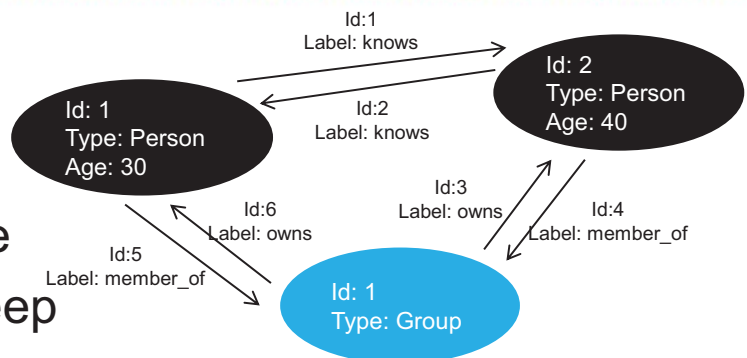 Id:1
Label: knows
Id: 1
Type: Person
Age: 30
Id:2
Label: knows
Id: 2
Type: Person
Age: 40
Id:3
Label: owns
Id:4
Label: member_of
Id:6
Label: owns
Id:5
Label: member_of
Id: 1
Type: Group